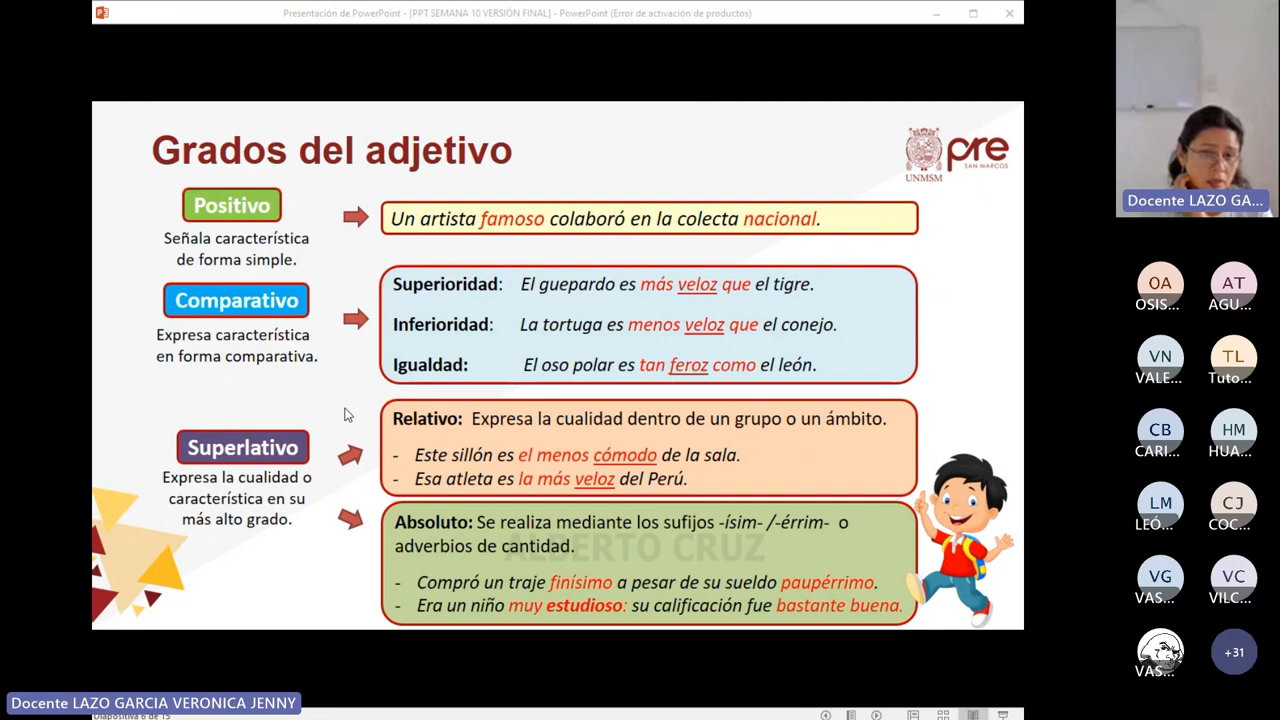 Presentación de PowerPoint - [PPT SEMANA 10 VERSIÓN FINAL] - PowerPoint (Error de activación de productos)
Grados del adjetivo
UNMSM
pre
SAN MARCOS
Positivo
Señala característica
de forma simple.
Un artista famoso colaboró en la colecta nacional.
Comparativo
Expresa característica
en forma comparativa.
Superioridad: El guepardo es más veloz que el tigre.
Inferioridad: La tortuga es menos veloz que el conejo.
Igualdad: El oso polar es tan feroz como el león.
Superlativo
Expresa la cualidad o
característica en su
más alto grado.
Relativo: Expresa la cualidad dentro de un grupo o un ámbito.
- Este sillón es el menos cómodo de la sala.
- Esa atleta es la más veloz del Perú.
Absoluto: Se realiza mediante los sufijos -ísim- /-érrim- o
adverbios de cantidad.
ALBERTO CRUZ
- Compró un traje finísimo a pesar de su sueldo paupérrimo.
- Era un niño muy estudioso: su calificación fue bastante buena.
Docente LAZO GARCIA VERONICA JENNY
Diapositiva 6 de 15
Docente LAZO GA...
OA
OSIS...
AT
AGU...
VN
VALE...
TL
Tuto...
CB
CARI...
HM
HUA...
LM
LEÓ...
CJ
COC...
VG
VAS...
VC
VILC...
VAS...
+31